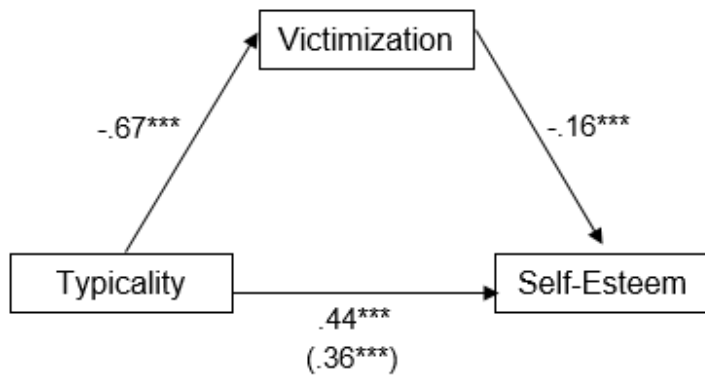 Victimization
-.67***
-.16***
Typicality
Self-Esteem
.44***
(.36***)